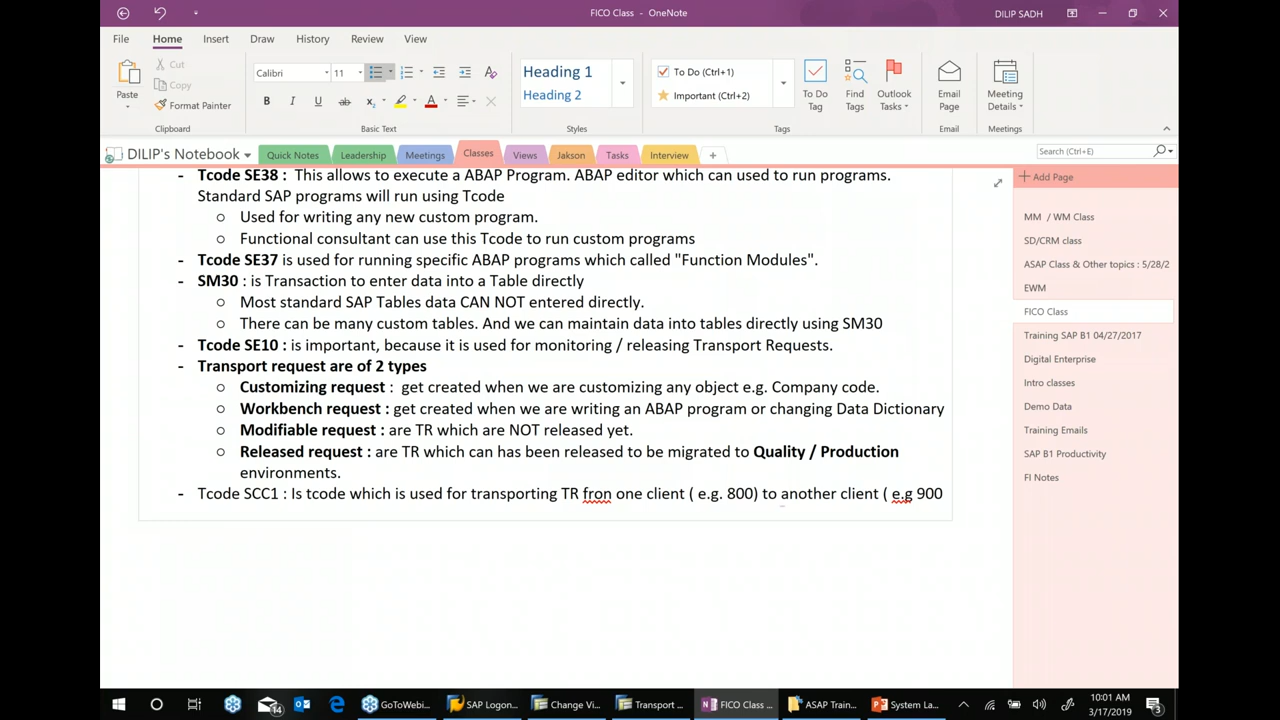 FICO Class - OneNote
DILIP SADH
File Home Insert Draw History Review View
Cut
Copy
Format Painter
Paste
Clipboard
Calibri 11
B I U ab x A
Basic Text
Heading 1
Heading 2
Styles
To Do (Ctrl+1)
Important (Ctrl+2)
To Do Tag
Find Tags
Outlook Tasks
Tags
Email Page
Email
Meeting Details
Meetings
DILIP's Notebook Quick Notes Leadership Meetings Classes Views Jakson Tasks Interview +
Search (Ctrl+E)
- Tcode SE38 : This allows to execute a ABAP Program. ABAP editor which can used to run programs.
Standard SAP programs will run using Tcode
o Used for writing any new custom program.
o Functional consultant can use this Tcode to run custom programs
- Tcode SE37 is used for running specific ABAP programs which called "Function Modules".
- SM30 : is Transaction to enter data into a Table directly
o Most standard SAP Tables data CAN NOT entered directly.
o There can be many custom tables. And we can maintain data into tables directly using SM30
- Tcode SE10 : is important, because it is used for monitoring / releasing Transport Requests.
- Transport request are of 2 types
o Customizing request : get created when we are customizing any object e.g. Company code.
o Workbench request : get created when we are writing an ABAP program or changing Data Dictionary
o Modifiable request : are TR which are NOT released yet.
o Released request : are TR which can has been released to be migrated to Quality / Production
environments.
- Tcode SCC1 : Is tcode which is used for transporting TR fron one client ( e.g. 800) to another client ( e.g 900
Add Page
MM / WM Class
SD/CRM class
ASAP Class & Other topics : 5/28/2
EWM
FICO Class
Training SAP B1 04/27/2017
Digital Enterprise
Intro classes
Demo Data
Training Emails
SAP B1 Productivity
FI Notes
GoToWebi...
SAP Logon...
Change Vi...
Transport ...
FICO Class ...
ASAP Train...
System La...
10:01 AM
3/17/2019